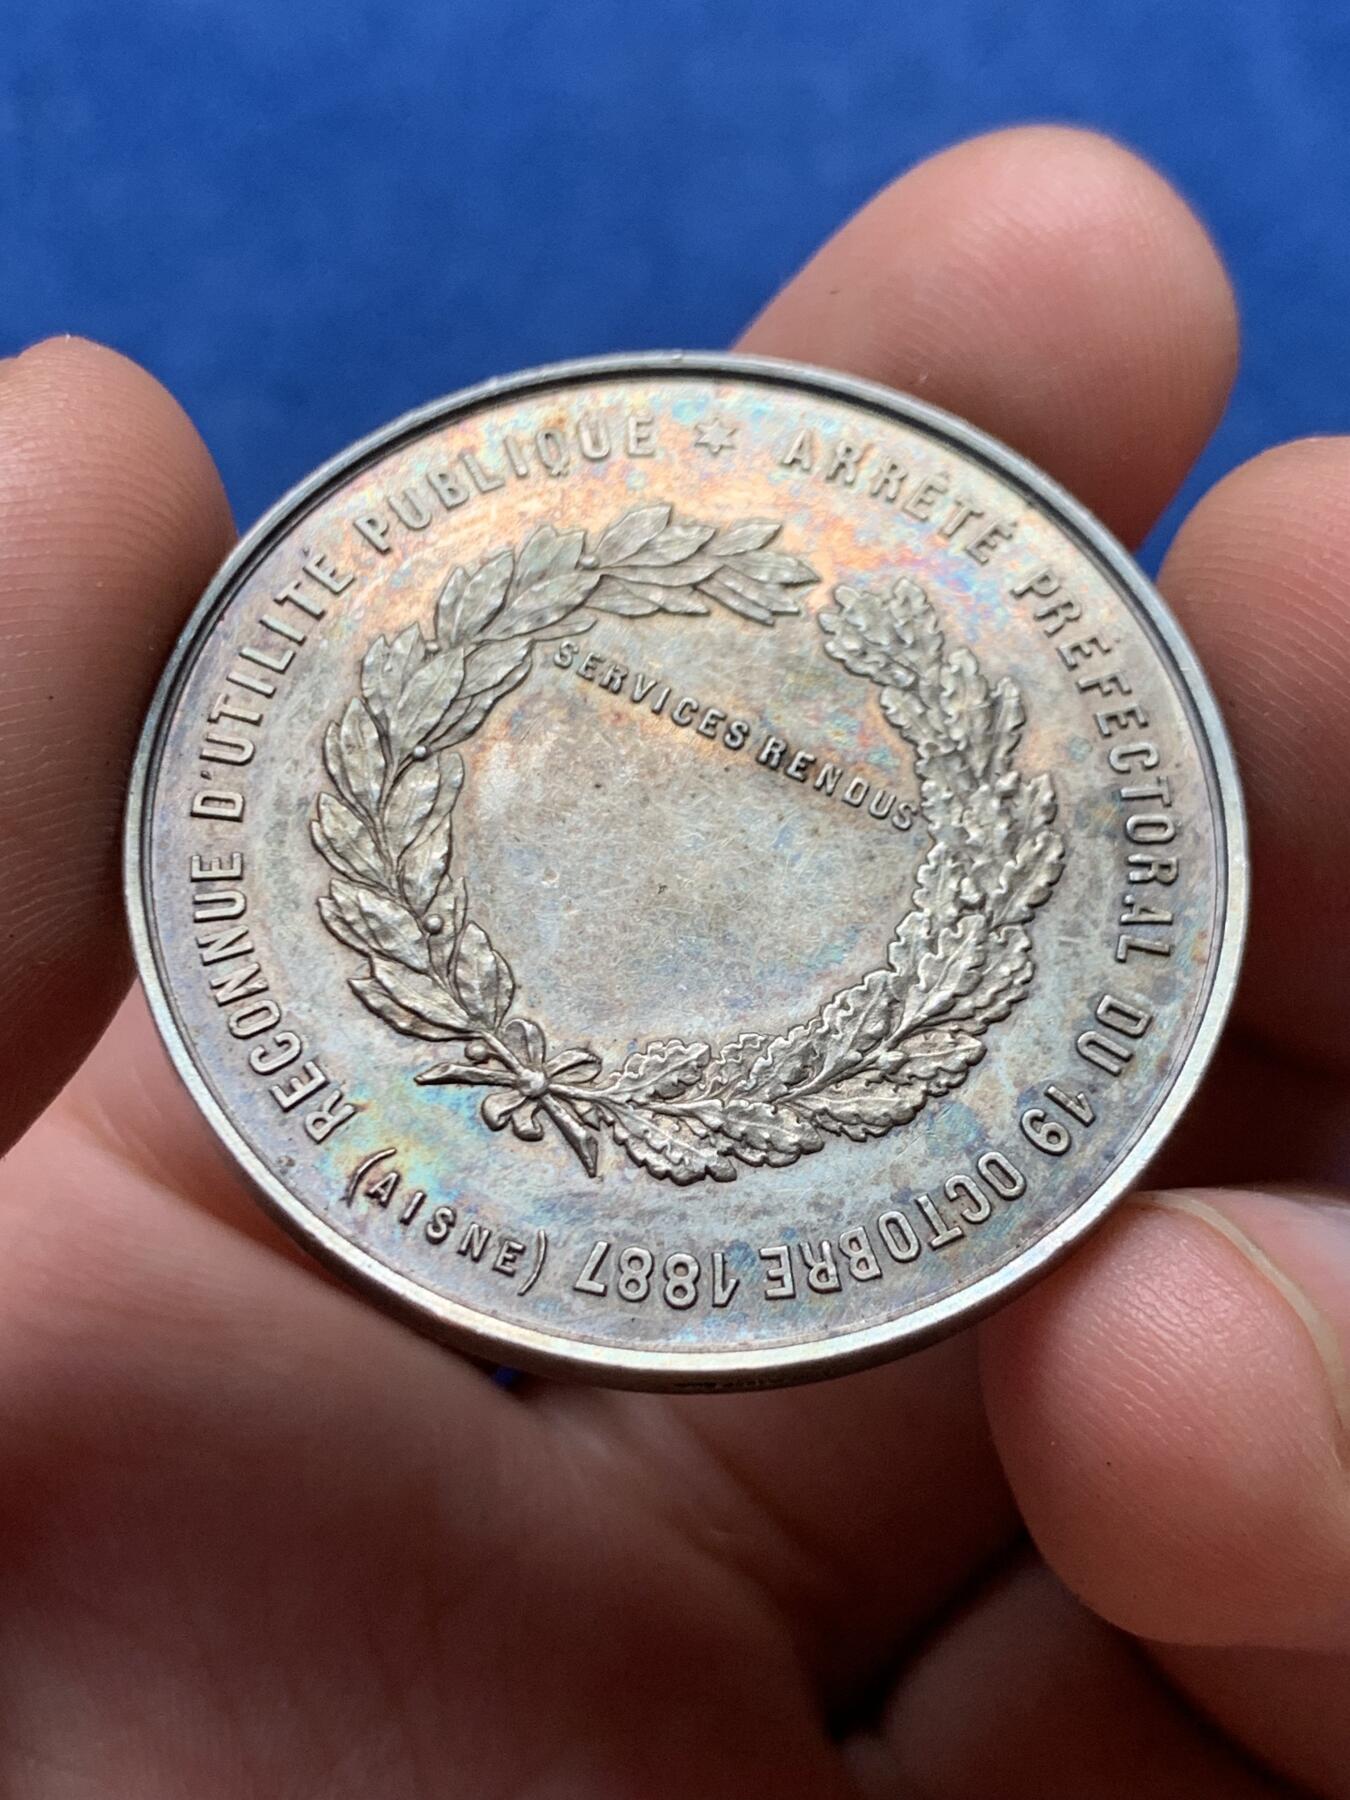 RECONNUE D'UTILITÉ PUBLIQUE ★ ARRÊTÉ PRÉFECTORAL DU 19 OCTOBRE 1887
(AISNE)
SERVICES RENDUS